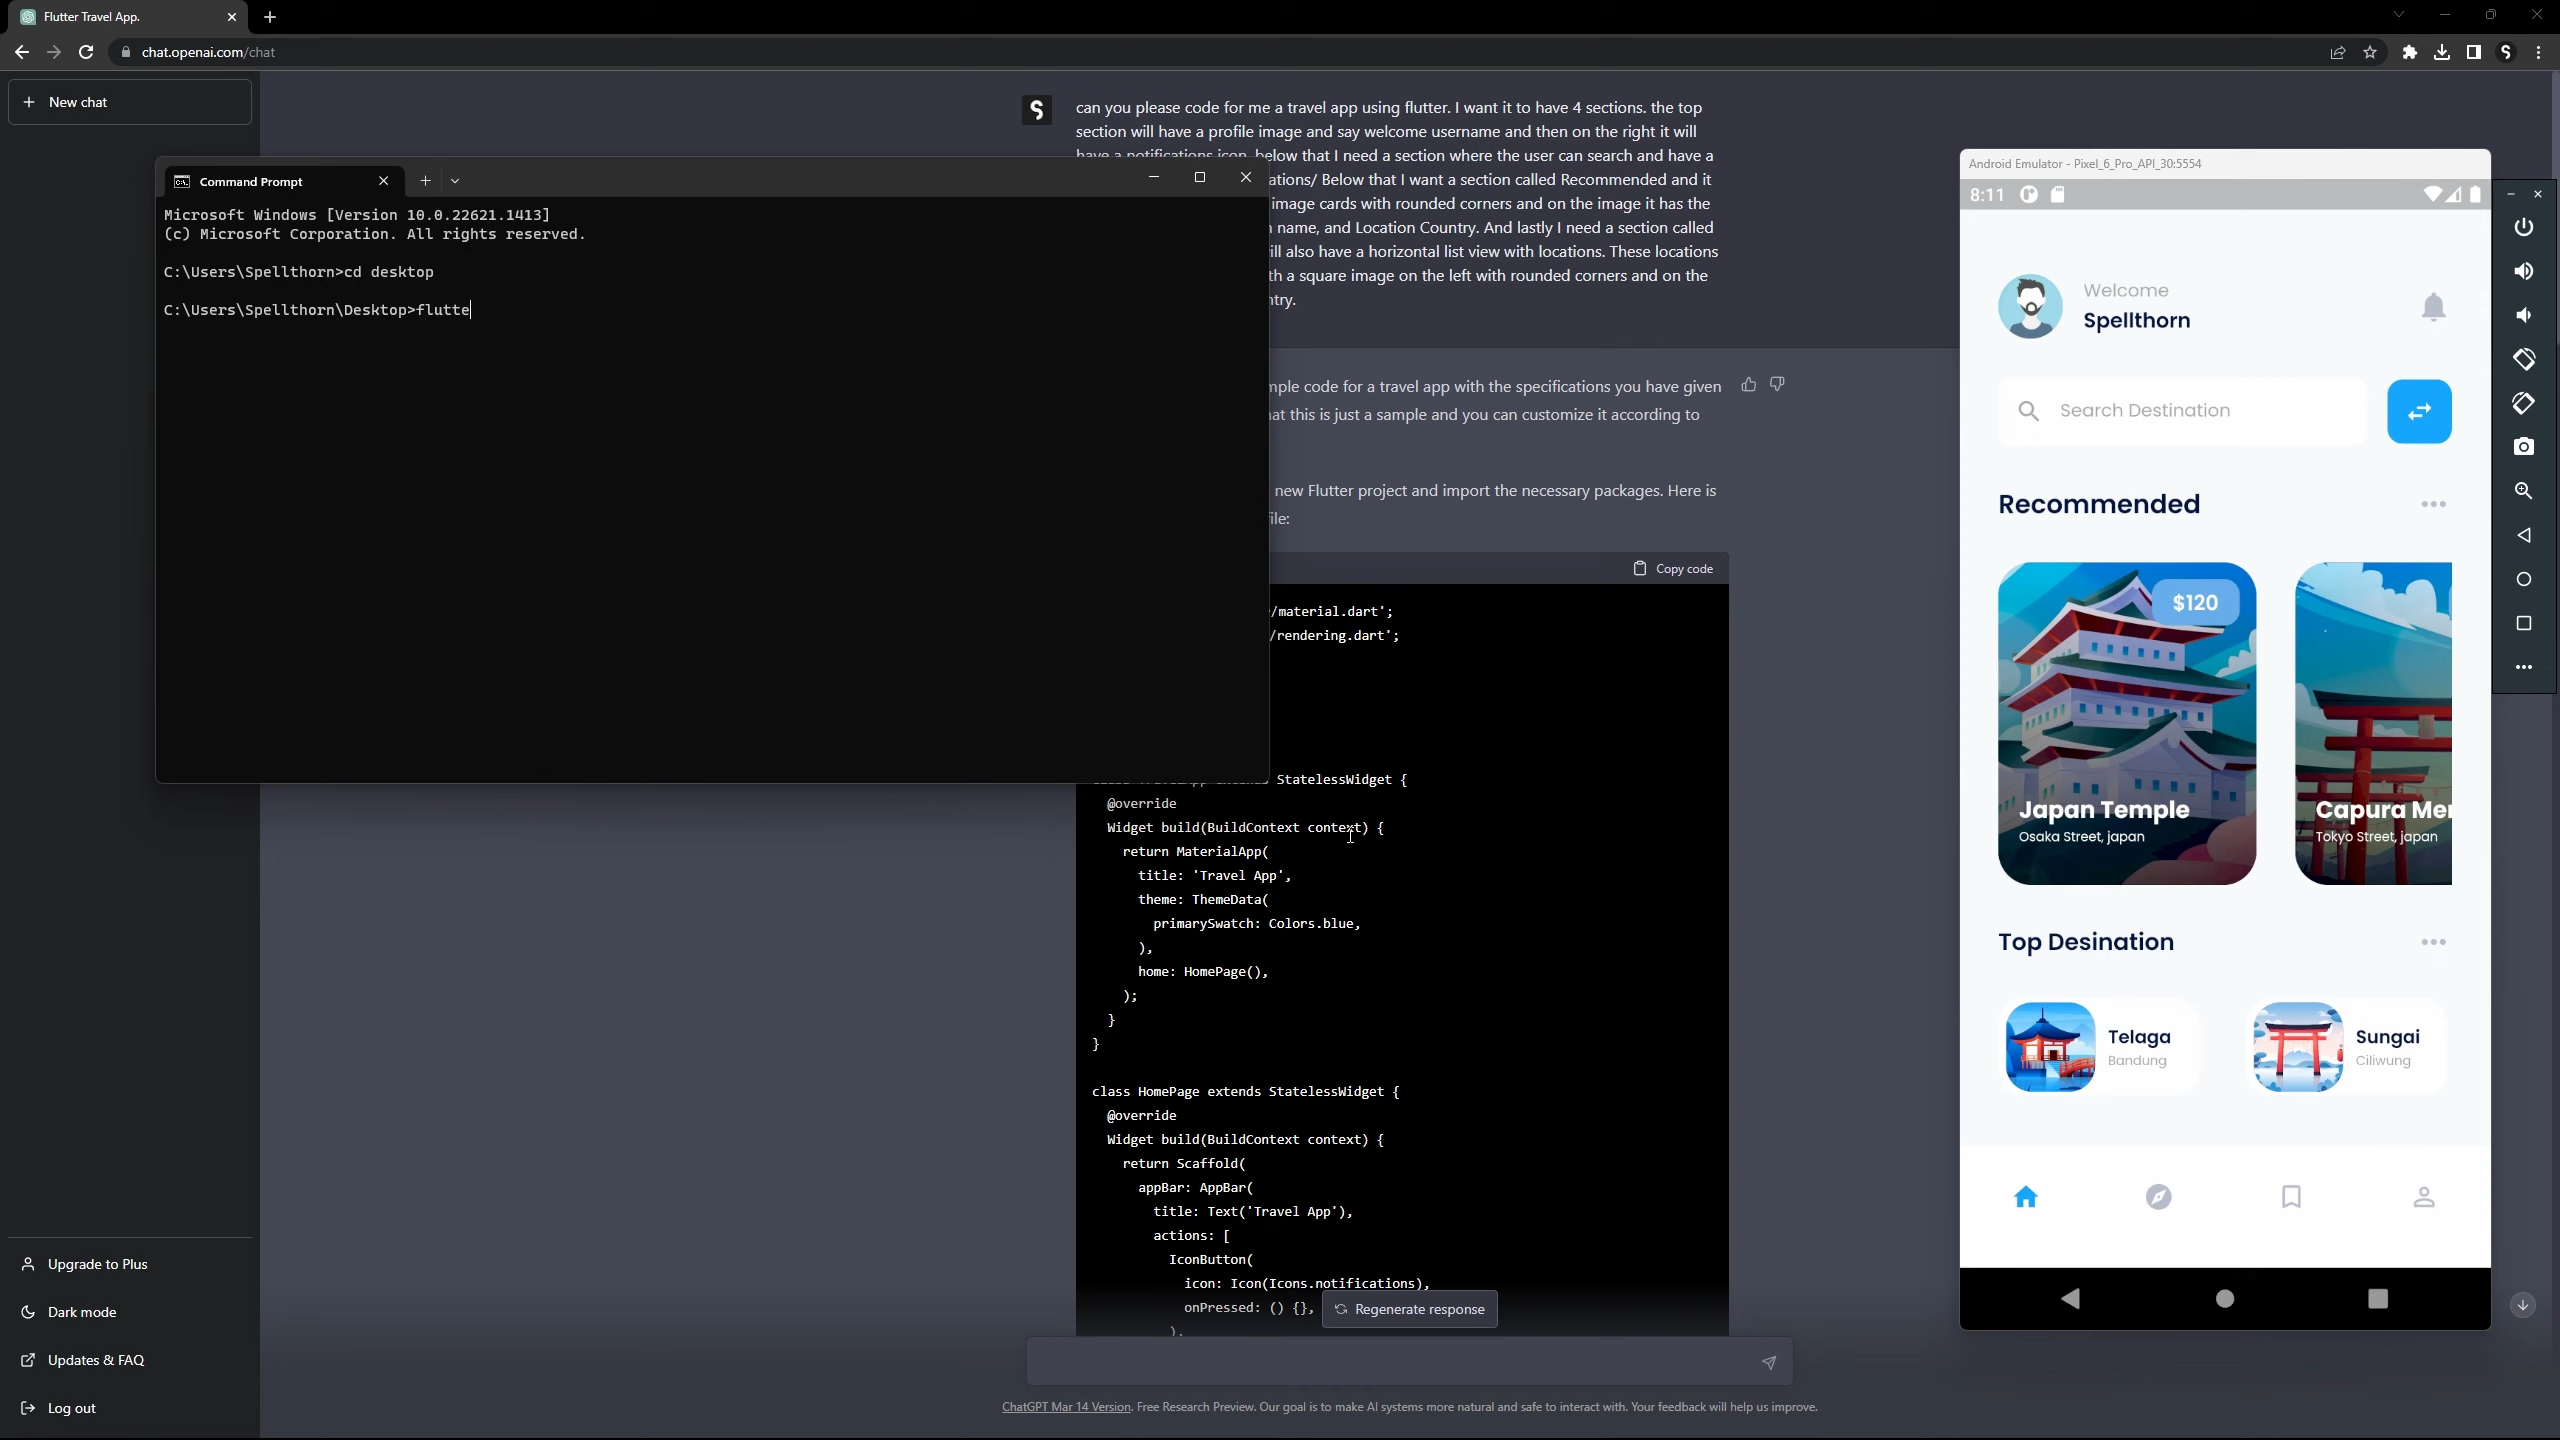 Flutter Travel App.
chat.openai.com/chat
New chat
can you please code for me a travel app using flutter. I want it to have 4 sections. the top
section will have a profile image and say welcome username and then on the right it will
have a notifications icon. below that I need a section where the user can search and have a
ations/ Below that I want a section called Recommended and it
image cards with rounded corners and on the image it has the
name, and Location Country. And lastly I need a section called
ill also have a horizontal list view with locations. These locations
th a square image on the left with rounded corners and on the
ntry.
Command Prompt
Microsoft Windows [Version 10.0.22621.1413]
(c) Microsoft Corporation. All rights reserved.
C:\Users\Spellthorn>cd desktop
C:\Users\Spellthorn\Desktop>flutte
mple code for a travel app with the specifications you have given
at this is just a sample and you can customize it according to
new Flutter project and import the necessary packages. Here is
ile:
Copy code
/material.dart';
/rendering.dart';
StatelessWidget {
@override
Widget build(BuildContext context) {
return MaterialApp(
title: 'Travel App',
theme: ThemeData(
primarySwatch: Colors.blue,
),
home: HomePage(),
);
}
}
class HomePage extends StatelessWidget {
@override
Widget build(BuildContext context) {
return Scaffold(
appBar: AppBar(
title: Text('Travel App'),
actions: [
IconButton(
icon: Icon(Icons.notifications),
onPressed: () {},
),
Regenerate response
ChatGPT Mar 14 Version. Free Research Preview. Our goal is to make AI systems more natural and safe to interact with. Your feedback will help us improve.
Upgrade to Plus
Dark mode
Updates & FAQ
Log out
Android Emulator - Pixel_6_Pro_API_30:5554
8:11
Welcome
Spellthorn
Search Destination
Recommended
$120
Japan Temple
Osaka Street, japan
Capura Mer
Tokyo Street, japan
Top Desination
Telaga
Bandung
Sungai
Ciliwung